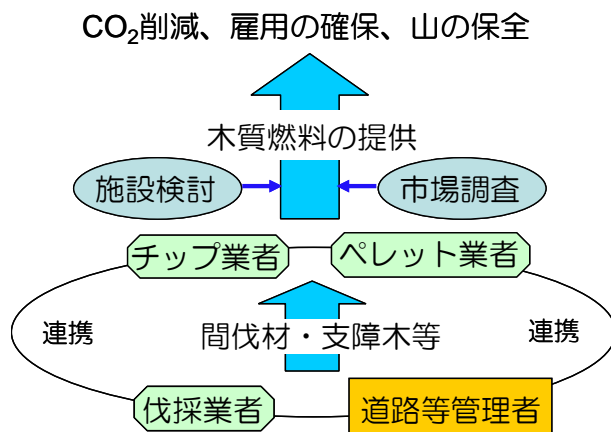 CO₂削減、雇用の確保、山の保全
木質燃料の提供
施設検討
市場調査
チップ業者
ペレット業者
連携
間伐材・支障木等
連携
伐採業者
道路等管理者